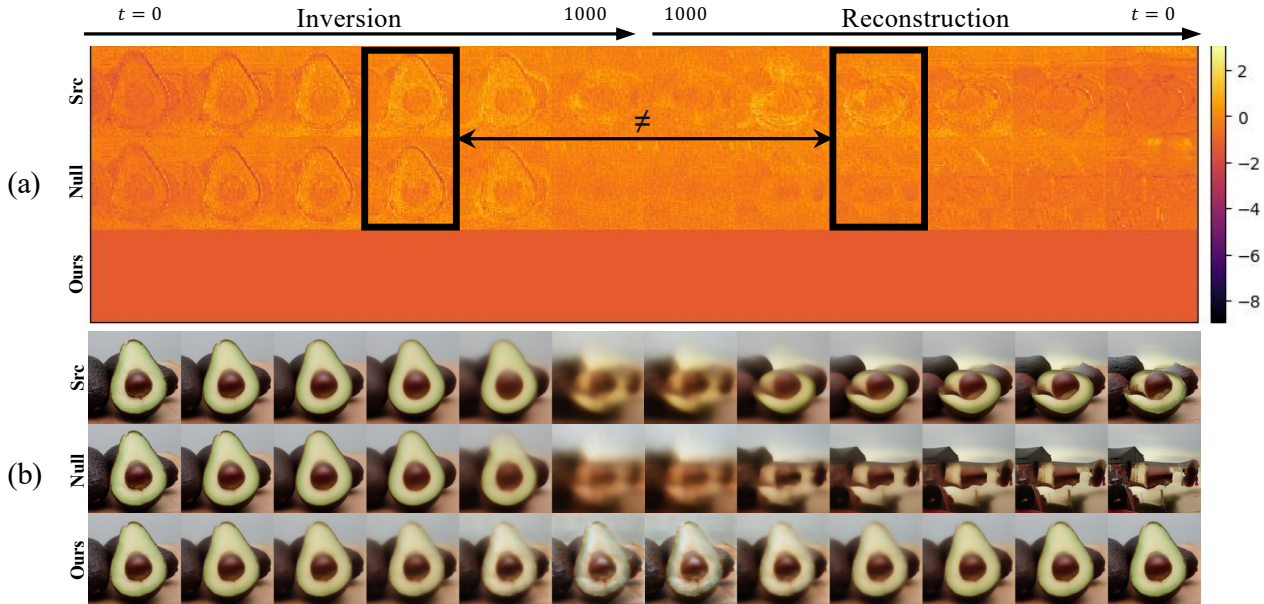 t = 0 Inversion 1000 1000 Reconstruction t = 0
(a)
Src
Null
Ours
≠
2
0
−2
−4
−6
−8
(b)
Src
Null
Ours